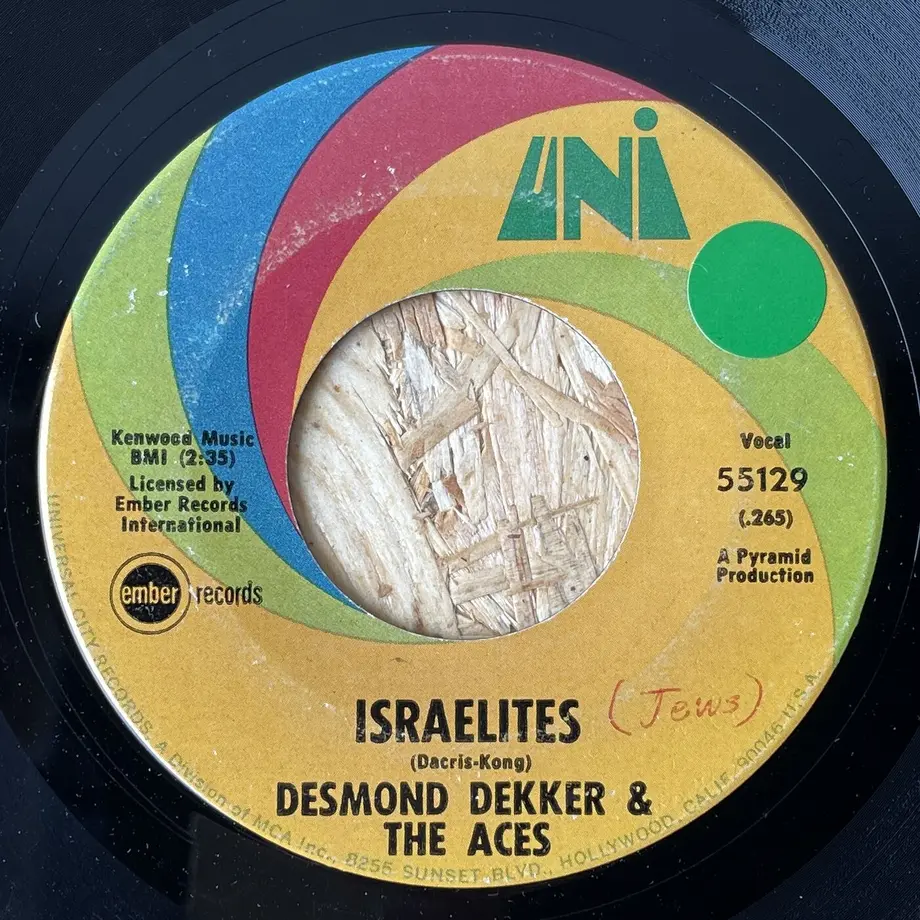 UNI
Kenwood Music
BMI (2:35)
Licensed by
Ember Records
International
ember records
Vocal
55129
(.265)
A Pyramid
Production
ISRAELITES (Jews)
(Dacris-Kong)
DESMOND DEKKER &
THE ACES
UNIVERSAL CITY RECORDS, A Division of MCA Inc., 8255 SUNSET BLVD., HOLLYWOOD, CALIF. 90046 U.S.A.